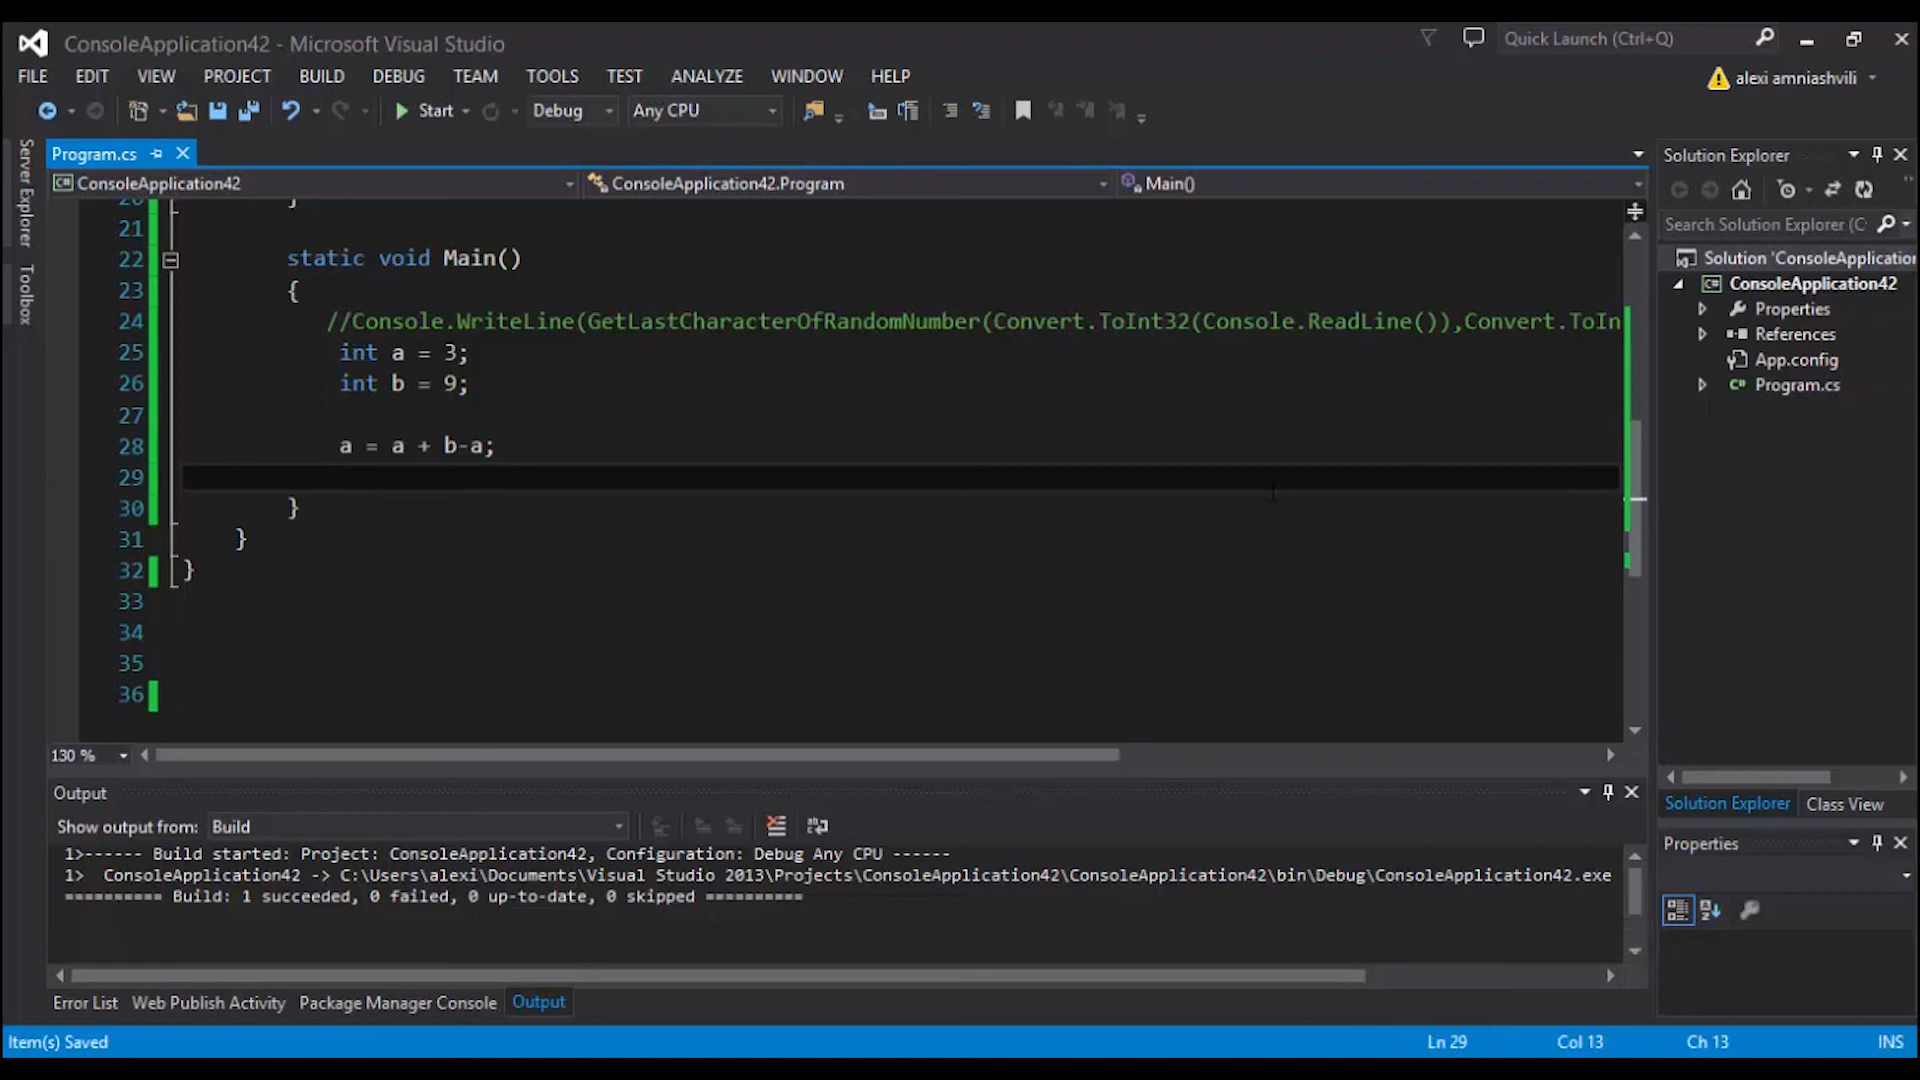 ConsoleApplication42 - Microsoft Visual Studio
Quick Launch (Ctrl+Q)
FILE EDIT VIEW PROJECT BUILD DEBUG TEAM TOOLS TEST ANALYZE WINDOW HELP
alexi amniashvili
Start Debug Any CPU
Server Explorer
Toolbox
Program.cs
ConsoleApplication42 ConsoleApplication42.Program Main()
20 }
21
22 static void Main()
23 {
24 //Console.WriteLine(GetLastCharacterOfRandomNumber(Convert.ToInt32(Console.ReadLine()),Convert.ToIn
25 int a = 3;
26 int b = 9;
27
28 a = a + b-a;
29
30 }
31 }
32 }
33
34
35
36
130 %
Output
Show output from: Build
1>------ Build started: Project: ConsoleApplication42, Configuration: Debug Any CPU ------
1> ConsoleApplication42 -> C:\Users\alexi\Documents\Visual Studio 2013\Projects\ConsoleApplication42\ConsoleApplication42\bin\Debug\ConsoleApplication42.exe
========== Build: 1 succeeded, 0 failed, 0 up-to-date, 0 skipped ==========
Error List Web Publish Activity Package Manager Console Output
Solution Explorer
Search Solution Explorer (C
Solution 'ConsoleApplication
C# ConsoleApplication42
Properties
References
App.config
C# Program.cs
Solution Explorer Class View
Properties
Item(s) Saved
Ln 29 Col 13 Ch 13 INS